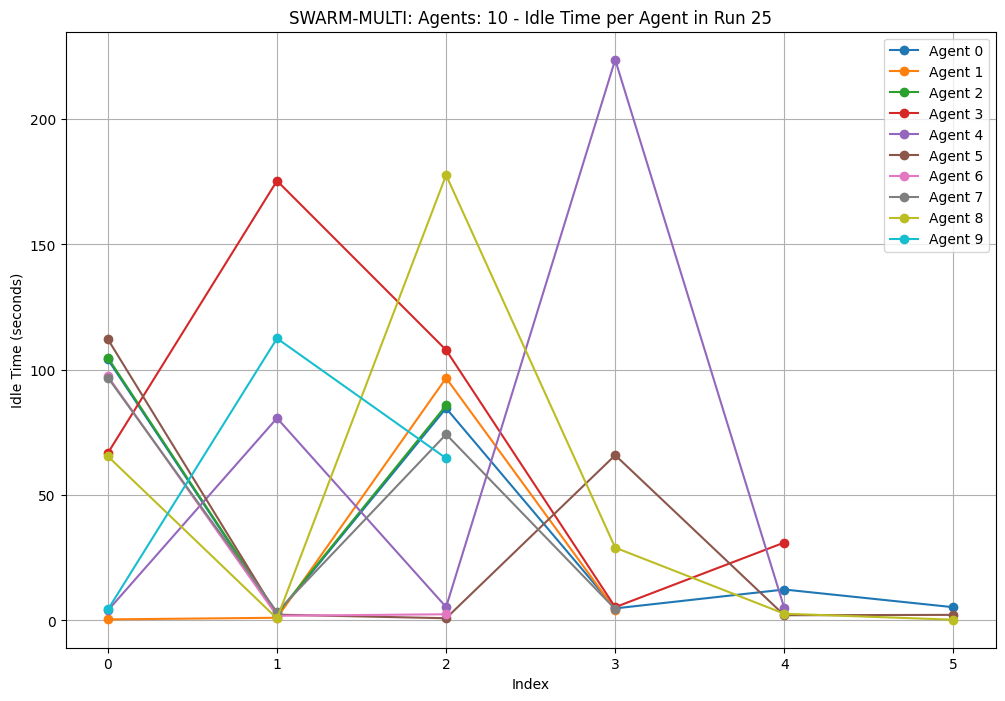 SWARM-MULTI: Agents: 10 - Idle Time per Agent in Run 25
Idle Time (seconds)
200
150
100
50
0
0 1 2 3 4 5
Index
Agent 0
Agent 1
Agent 2
Agent 3
Agent 4
Agent 5
Agent 6
Agent 7
Agent 8
Agent 9